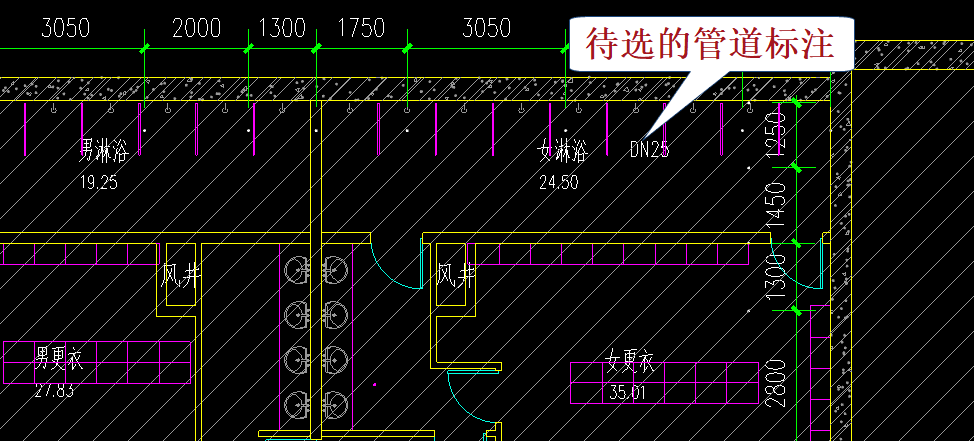 3050 2000 1300 1750 3050
待选的管道标注
男淋浴
19.25
女淋浴
24.50
DN25
1250
1450
1300
2800
风井
风井
男更衣
27.83
女更衣
35.01